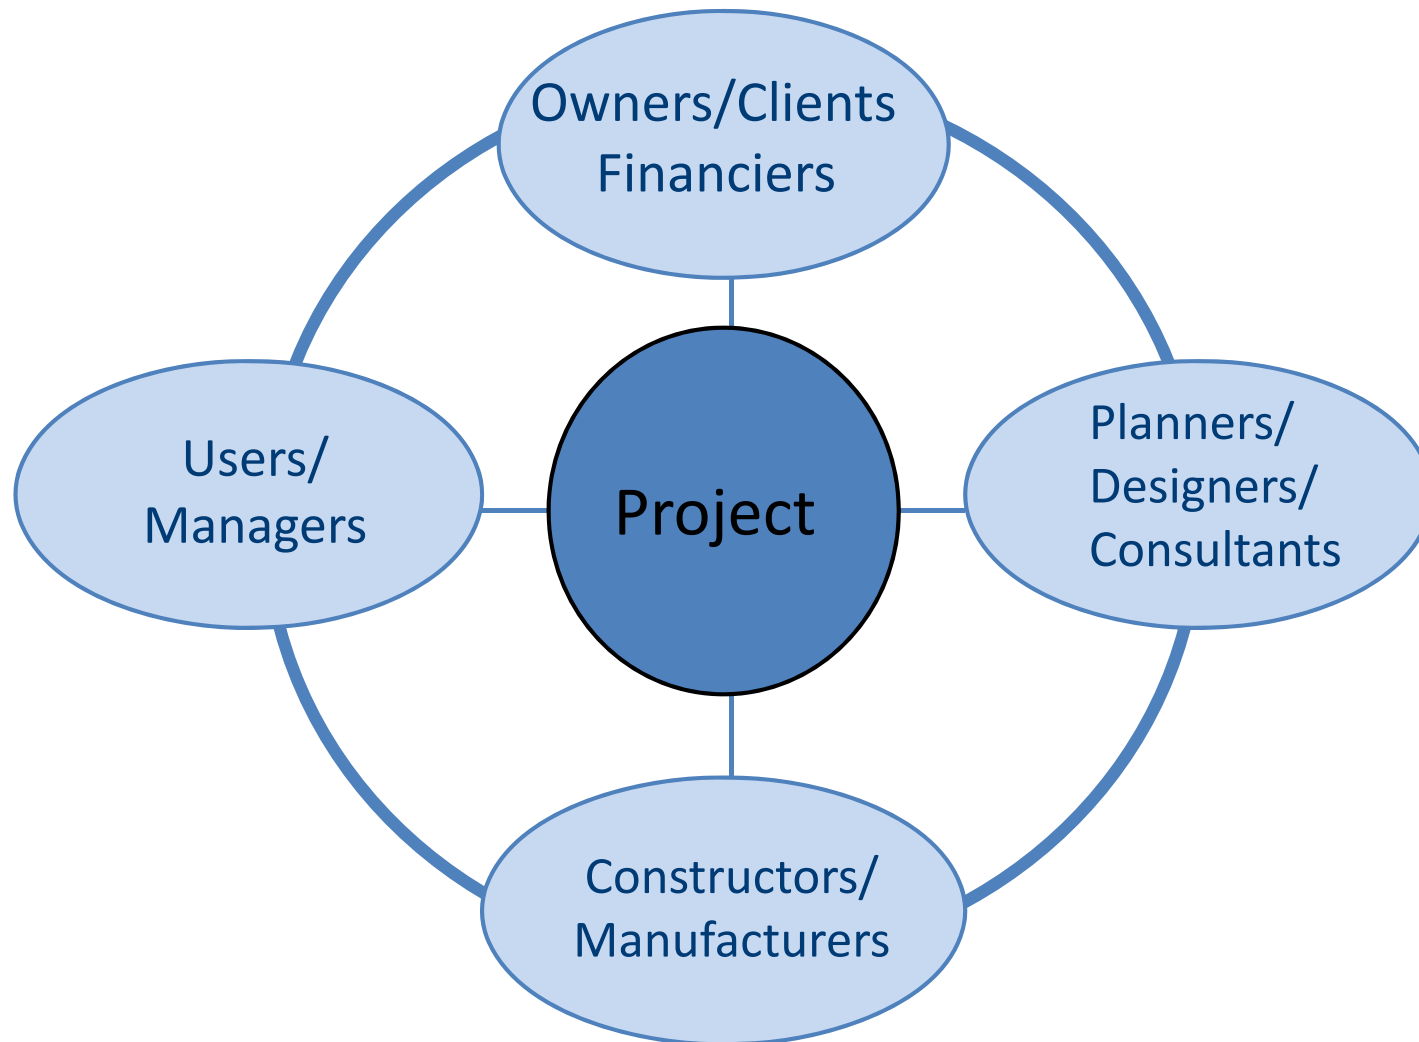 Owners/Clients
Financiers
Users/
Managers
Project
Planners/
Designers/
Consultants
Constructors/
Manufacturers